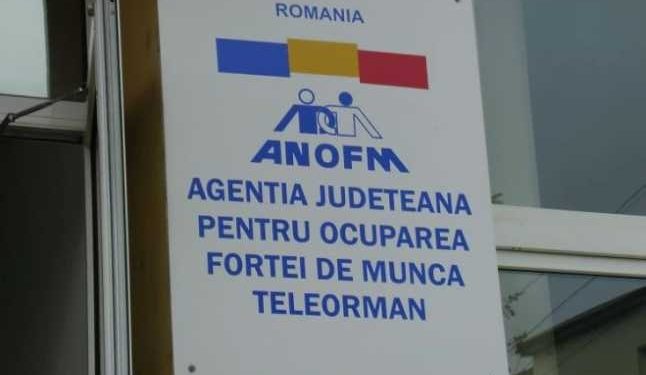 ROMANIA
ANOFM
AGENTIA JUDETEANA
PENTRU OCUPAREA
FORTEI DE MUNCA
TELEORMAN